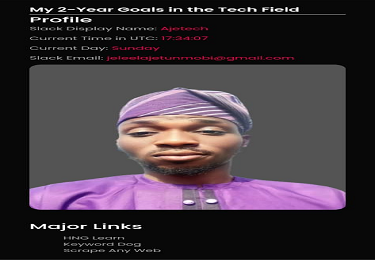 My 2-Year Goals in the Tech Field
Profile
Slack Display Name: Ajetech
Current Time in UTC: 17:34:07
Current Day: Sunday
Slack Email: jeleelajetunmobi@gmail.com
Major Links
HNG Learn
Keyword Dog
Scrape Any Web